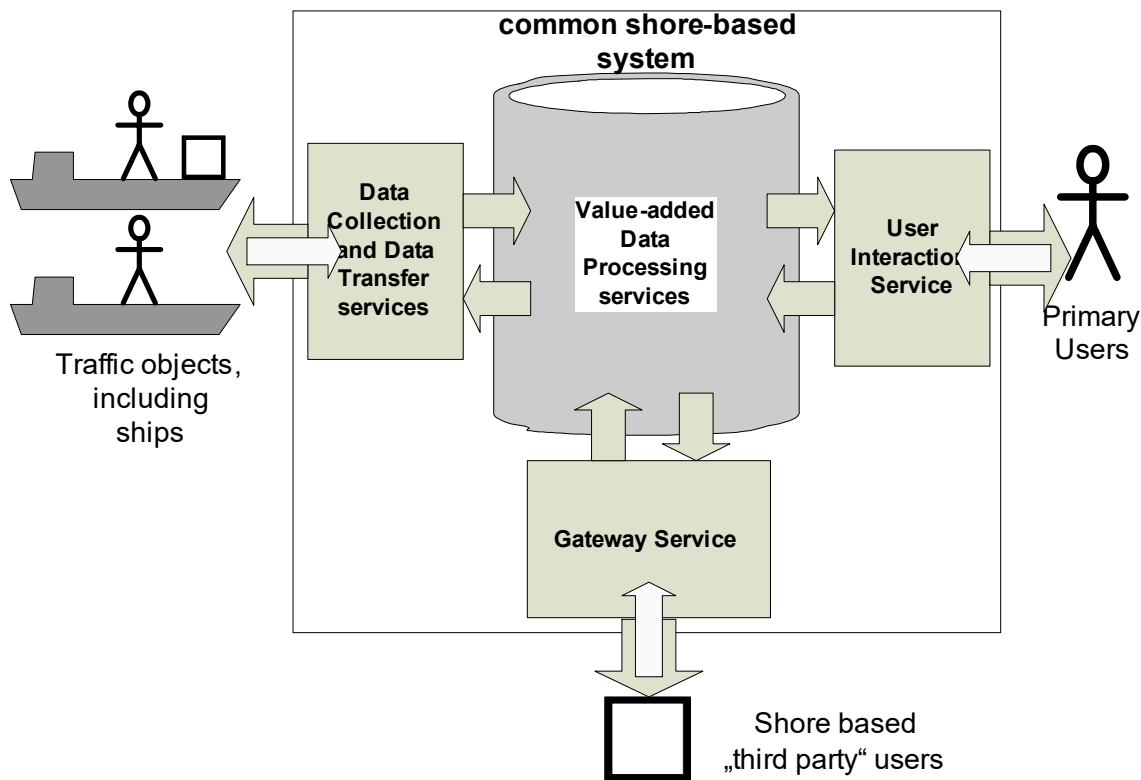 common shore-based
system
Data
Collection
and Data
Transfer
services
Value-added
Data
Processing
services
User
Interaction
Service
Primary
Users
Traffic objects,
including
ships
Gateway Service
Shore based
„third party“ users